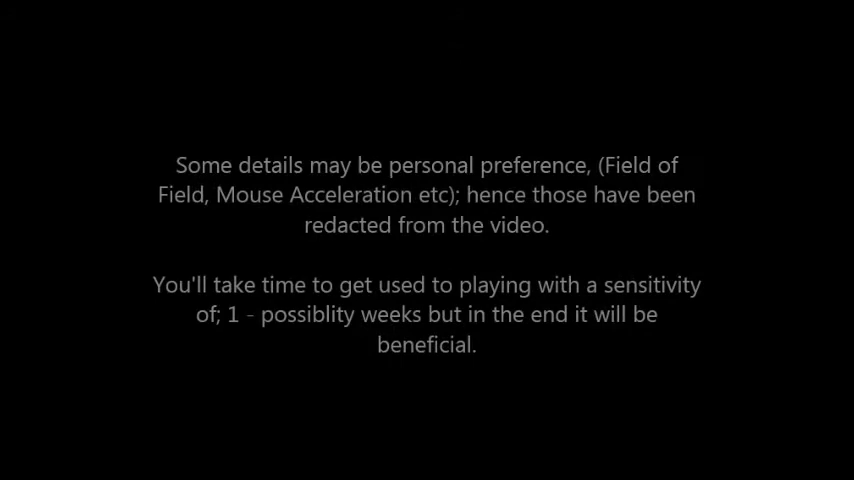 Some details may be personal preference, (Field of
Field, Mouse Acceleration etc); hence those have been
redacted from the video.
You'll take time to get used to playing with a sensitivity
of; 1 - possiblity weeks but in the end it will be
beneficial.